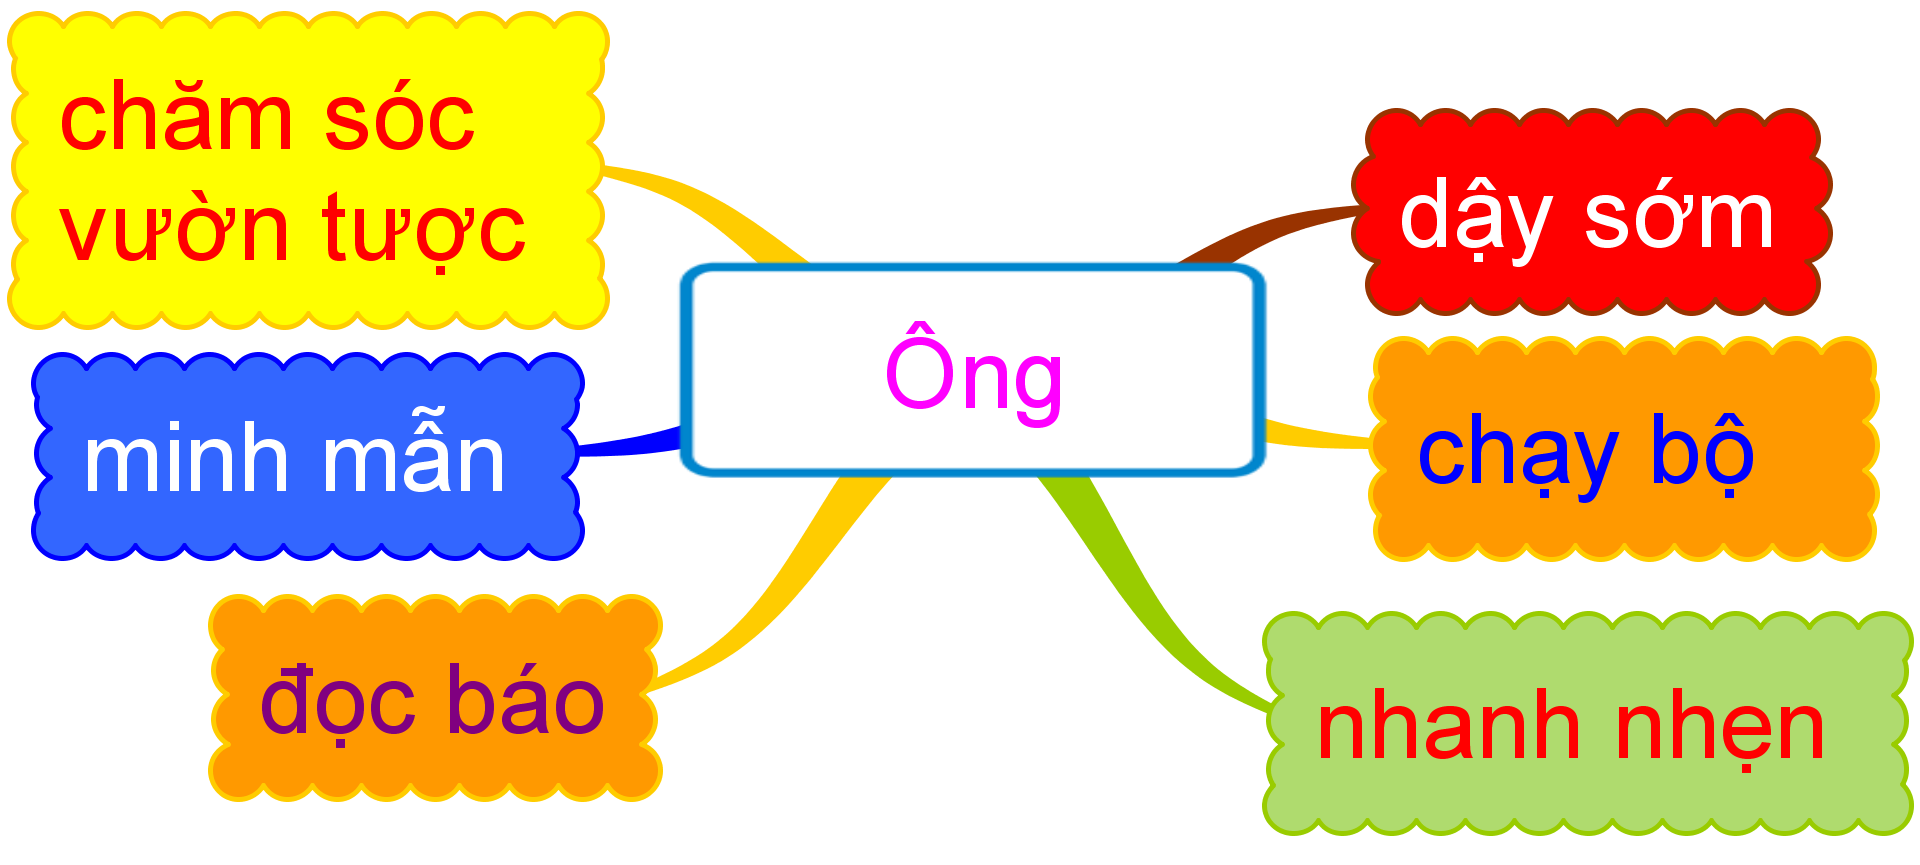 chăm sóc
vườn tược
dậy sớm
Ông
minh mẫn
chạy bộ
đọc báo
nhanh nhẹn